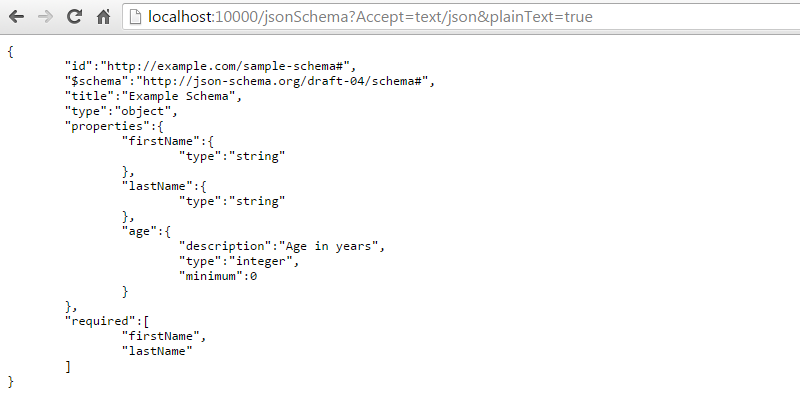 localhost:10000/jsonSchema?Accept=text/json&plainText=true
{
"id":"http://example.com/sample-schema#",
"$schema":"http://json-schema.org/draft-04/schema#",
"title":"Example Schema",
"type":"object",
"properties":{
"firstName":{
"type":"string"
},
"lastName":{
"type":"string"
},
"age":{
"description":"Age in years",
"type":"integer",
"minimum":0
}
},
"required":[
"firstName",
"lastName"
]
}